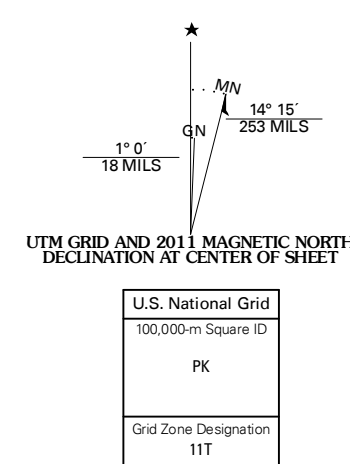 ★
MN
GN
14° 15´
253 MILS
1° 0´
18 MILS
UTM GRID AND 2011 MAGNETIC NORTH
DECLINATION AT CENTER OF SHEET
U.S. National Grid
100,000-m Square ID
PK
Grid Zone Designation
11T